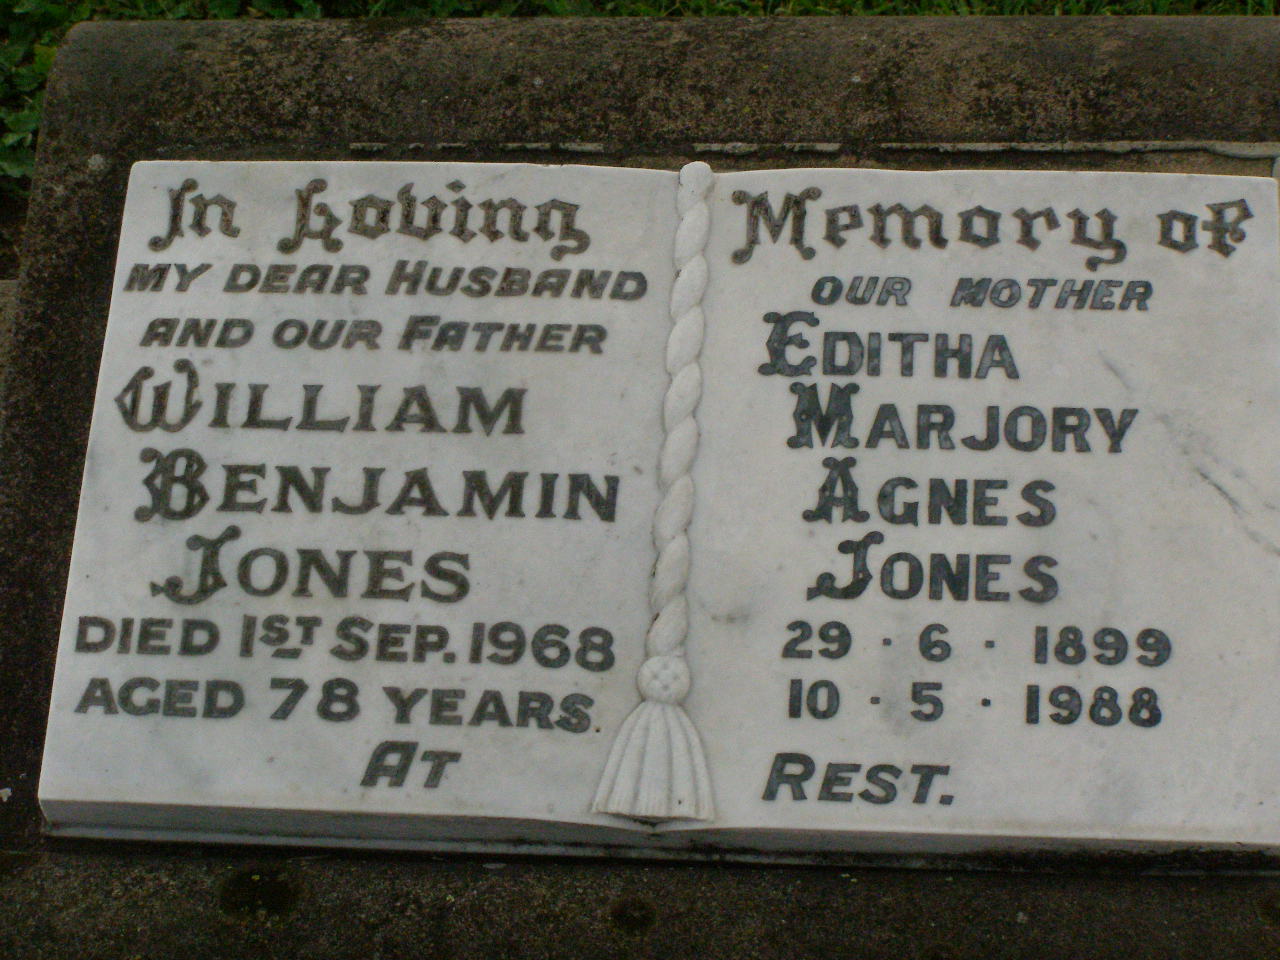 In Loving
MY DEAR HUSBAND
AND OUR FATHER
WILLIAM
BENJAMIN
JONES
DIED 1ST SEP. 1968
AGED 78 YEARS.
AT
Memory of
OUR MOTHER
EDITHA
MARJORY
AGNES
JONES
29 · 6 · 1899
10 · 5 · 1988
REST.